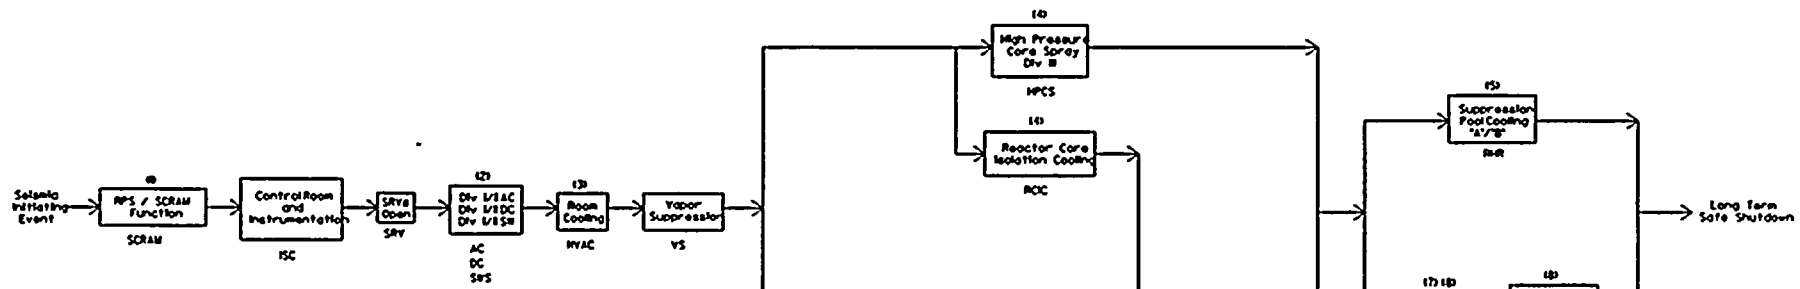 (4)
High Pressure
Core Spray
Div III
HPCS
(4)
Reactor Core
Isolation Cooling
RCIC
(5)
Suppression
Pool Cooling
"A"/"B"
RHR
Seismic
Initiating
Event
(1)
RPS / SCRAM
Function
SCRAM
Control Room
and
Instrumentation
ISC
SRVs
Open
SRV
(2)
Div I/II AC
Div I/II DC
Div I/II SW
AC
DC
SWS
(3)
Room
Cooling
HVAC
Vapor
Suppression
VS
Long Term
Safe Shutdown
(7) (8)
(8)